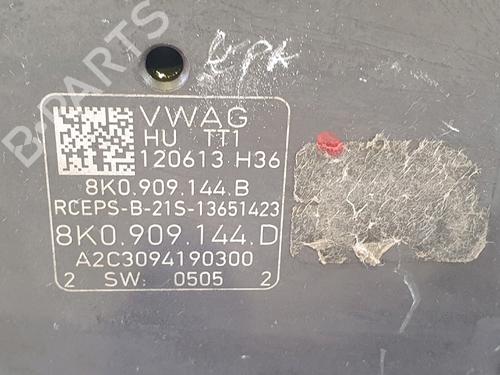 VWAG
HU TT1
120613 H36
8K0.909.144.B
RCEPS-B-21S-13651423
8K0.909.144.D
A2C3094190300
2 SW: 0505 2
B-PARTS